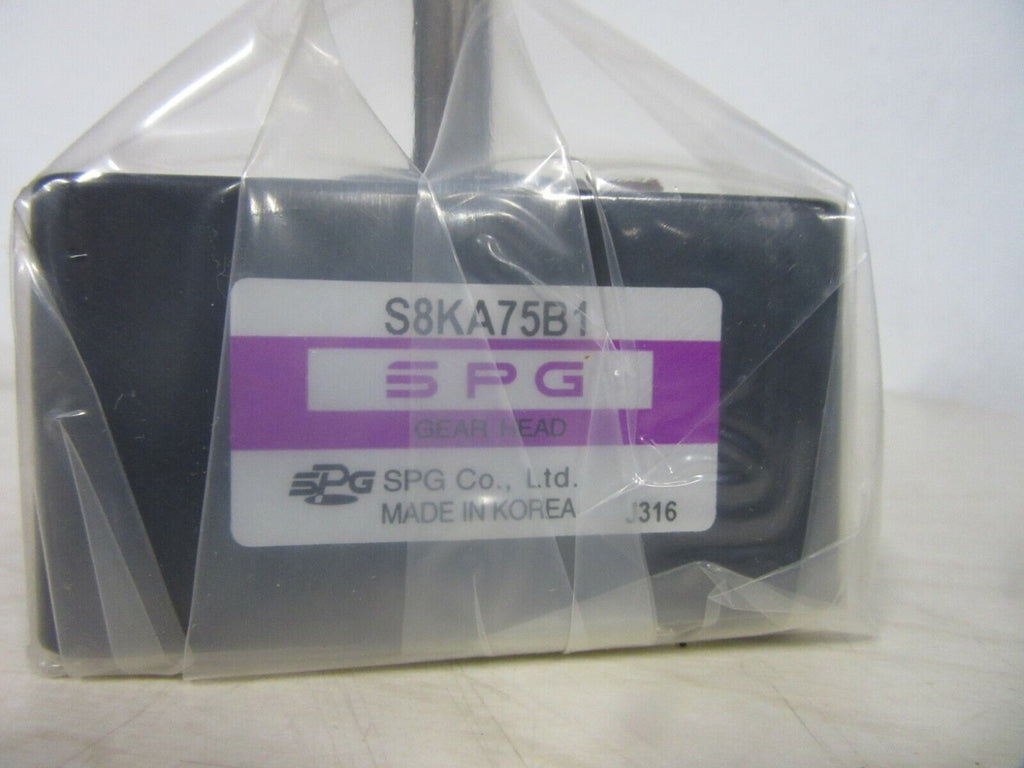 S8KA75B1
SPG
GEAR HEAD
SPG SPG Co., Ltd.
MADE IN KOREA J316